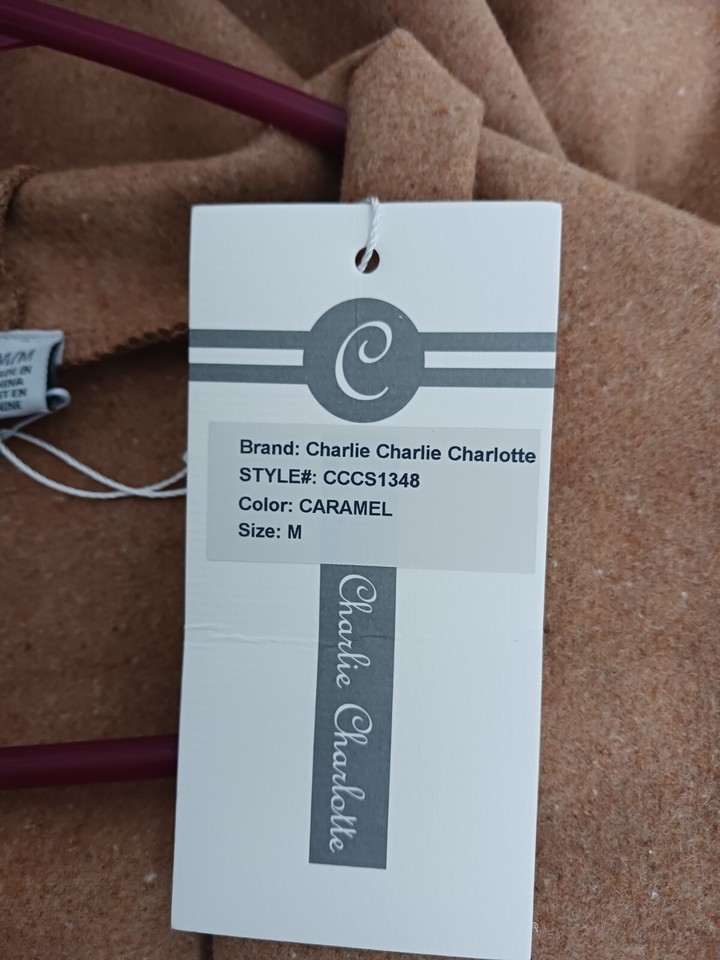 C
Brand: Charlie Charlie Charlotte
STYLE#: CCCS1348
Color: CARAMEL
Size: M
Charlie Charlotte
M/M